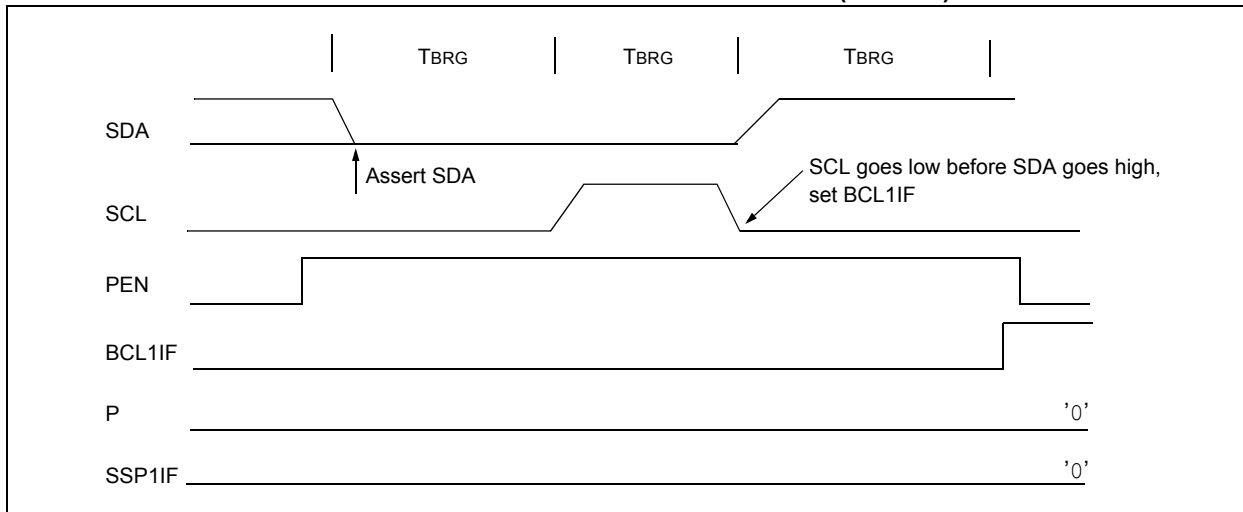 TBRG TBRG TBRG
SDA
Assert SDA
SCL goes low before SDA goes high,
set BCL1IF
SCL
PEN
BCL1IF
P '0'
SSP1IF '0'